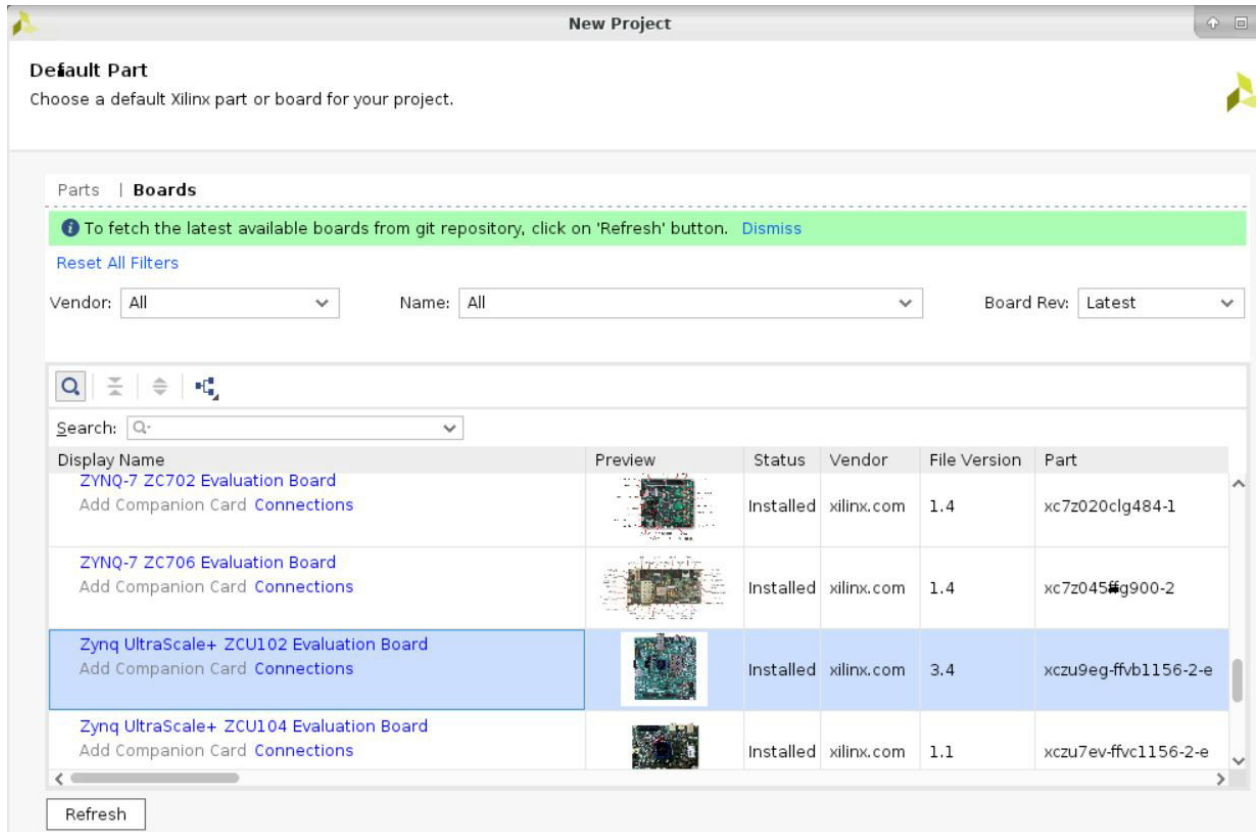 New Project
Default Part
Choose a default Xilinx part or board for your project.
Parts | Boards
To fetch the latest available boards from git repository, click on 'Refresh' button. Dismiss
Reset All Filters
Vendor: All Name: All Board Rev: Latest
Search:
Display Name Preview Status Vendor File Version Part
ZYNQ-7 ZC702 Evaluation Board
Add Companion Card Connections Installed xilinx.com 1.4 xc7z020clg484-1
ZYNQ-7 ZC706 Evaluation Board
Add Companion Card Connections Installed xilinx.com 1.4 xc7z045ffg900-2
Zynq UltraScale+ ZCU102 Evaluation Board
Add Companion Card Connections Installed xilinx.com 3.4 xczu9eg-ffvb1156-2-e
Zynq UltraScale+ ZCU104 Evaluation Board
Add Companion Card Connections Installed xilinx.com 1.1 xczu7ev-ffvc1156-2-e
Refresh